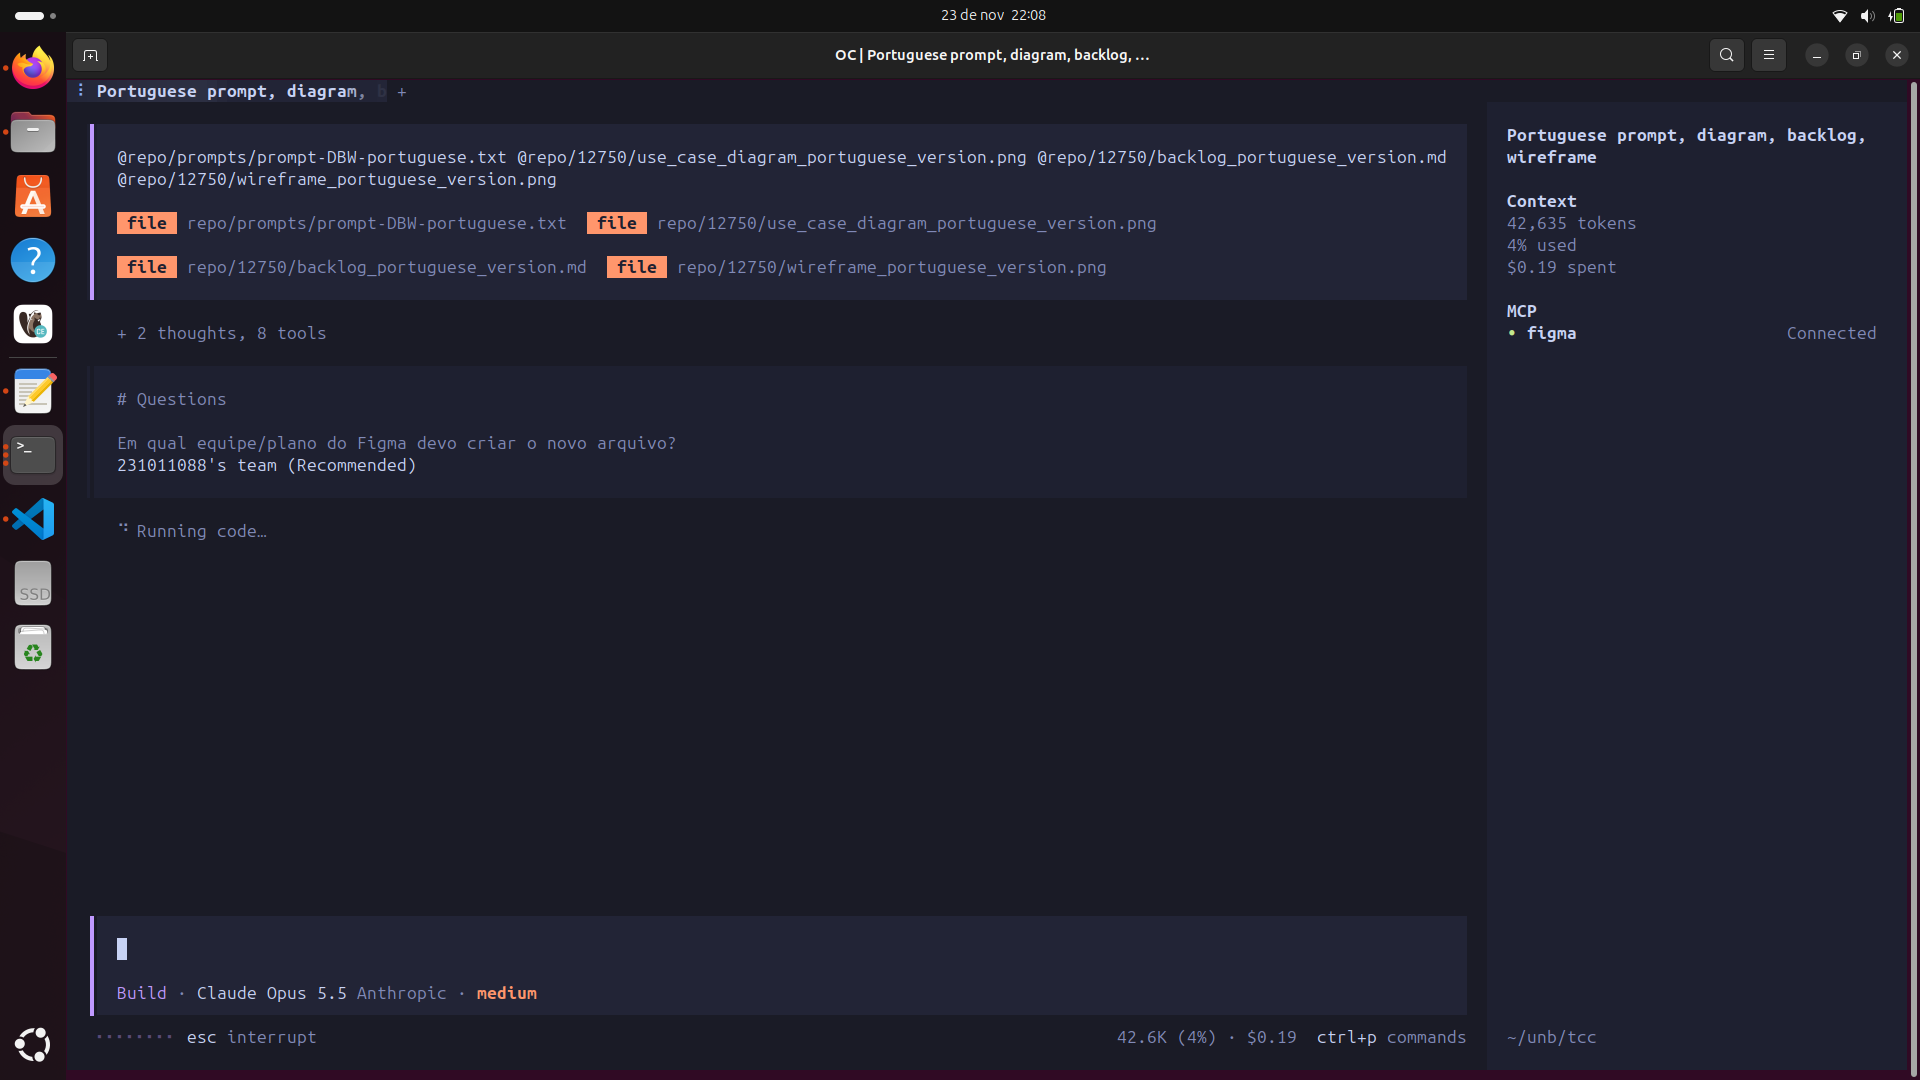 23 de nov 22:08
OC | Portuguese prompt, diagram, backlog, ...
Portuguese prompt, diagram, b +
@repo/prompts/prompt-DBW-portuguese.txt @repo/12750/use_case_diagram_portuguese_version.png @repo/12750/backlog_portuguese_version.md
@repo/12750/wireframe_portuguese_version.png
file repo/prompts/prompt-DBW-portuguese.txt file repo/12750/use_case_diagram_portuguese_version.png
file repo/12750/backlog_portuguese_version.md file repo/12750/wireframe_portuguese_version.png
+ 2 thoughts, 8 tools
# Questions
Em qual equipe/plano do Figma devo criar o novo arquivo?
231011088's team (Recommended)
Running code…
Build · Claude Opus 5.5 Anthropic · medium
esc interrupt
42.6K (4%) · $0.19 ctrl+p commands
Portuguese prompt, diagram, backlog,
wireframe
Context
42,635 tokens
4% used
$0.19 spent
MCP
• figma Connected
~/unb/tcc
SSD